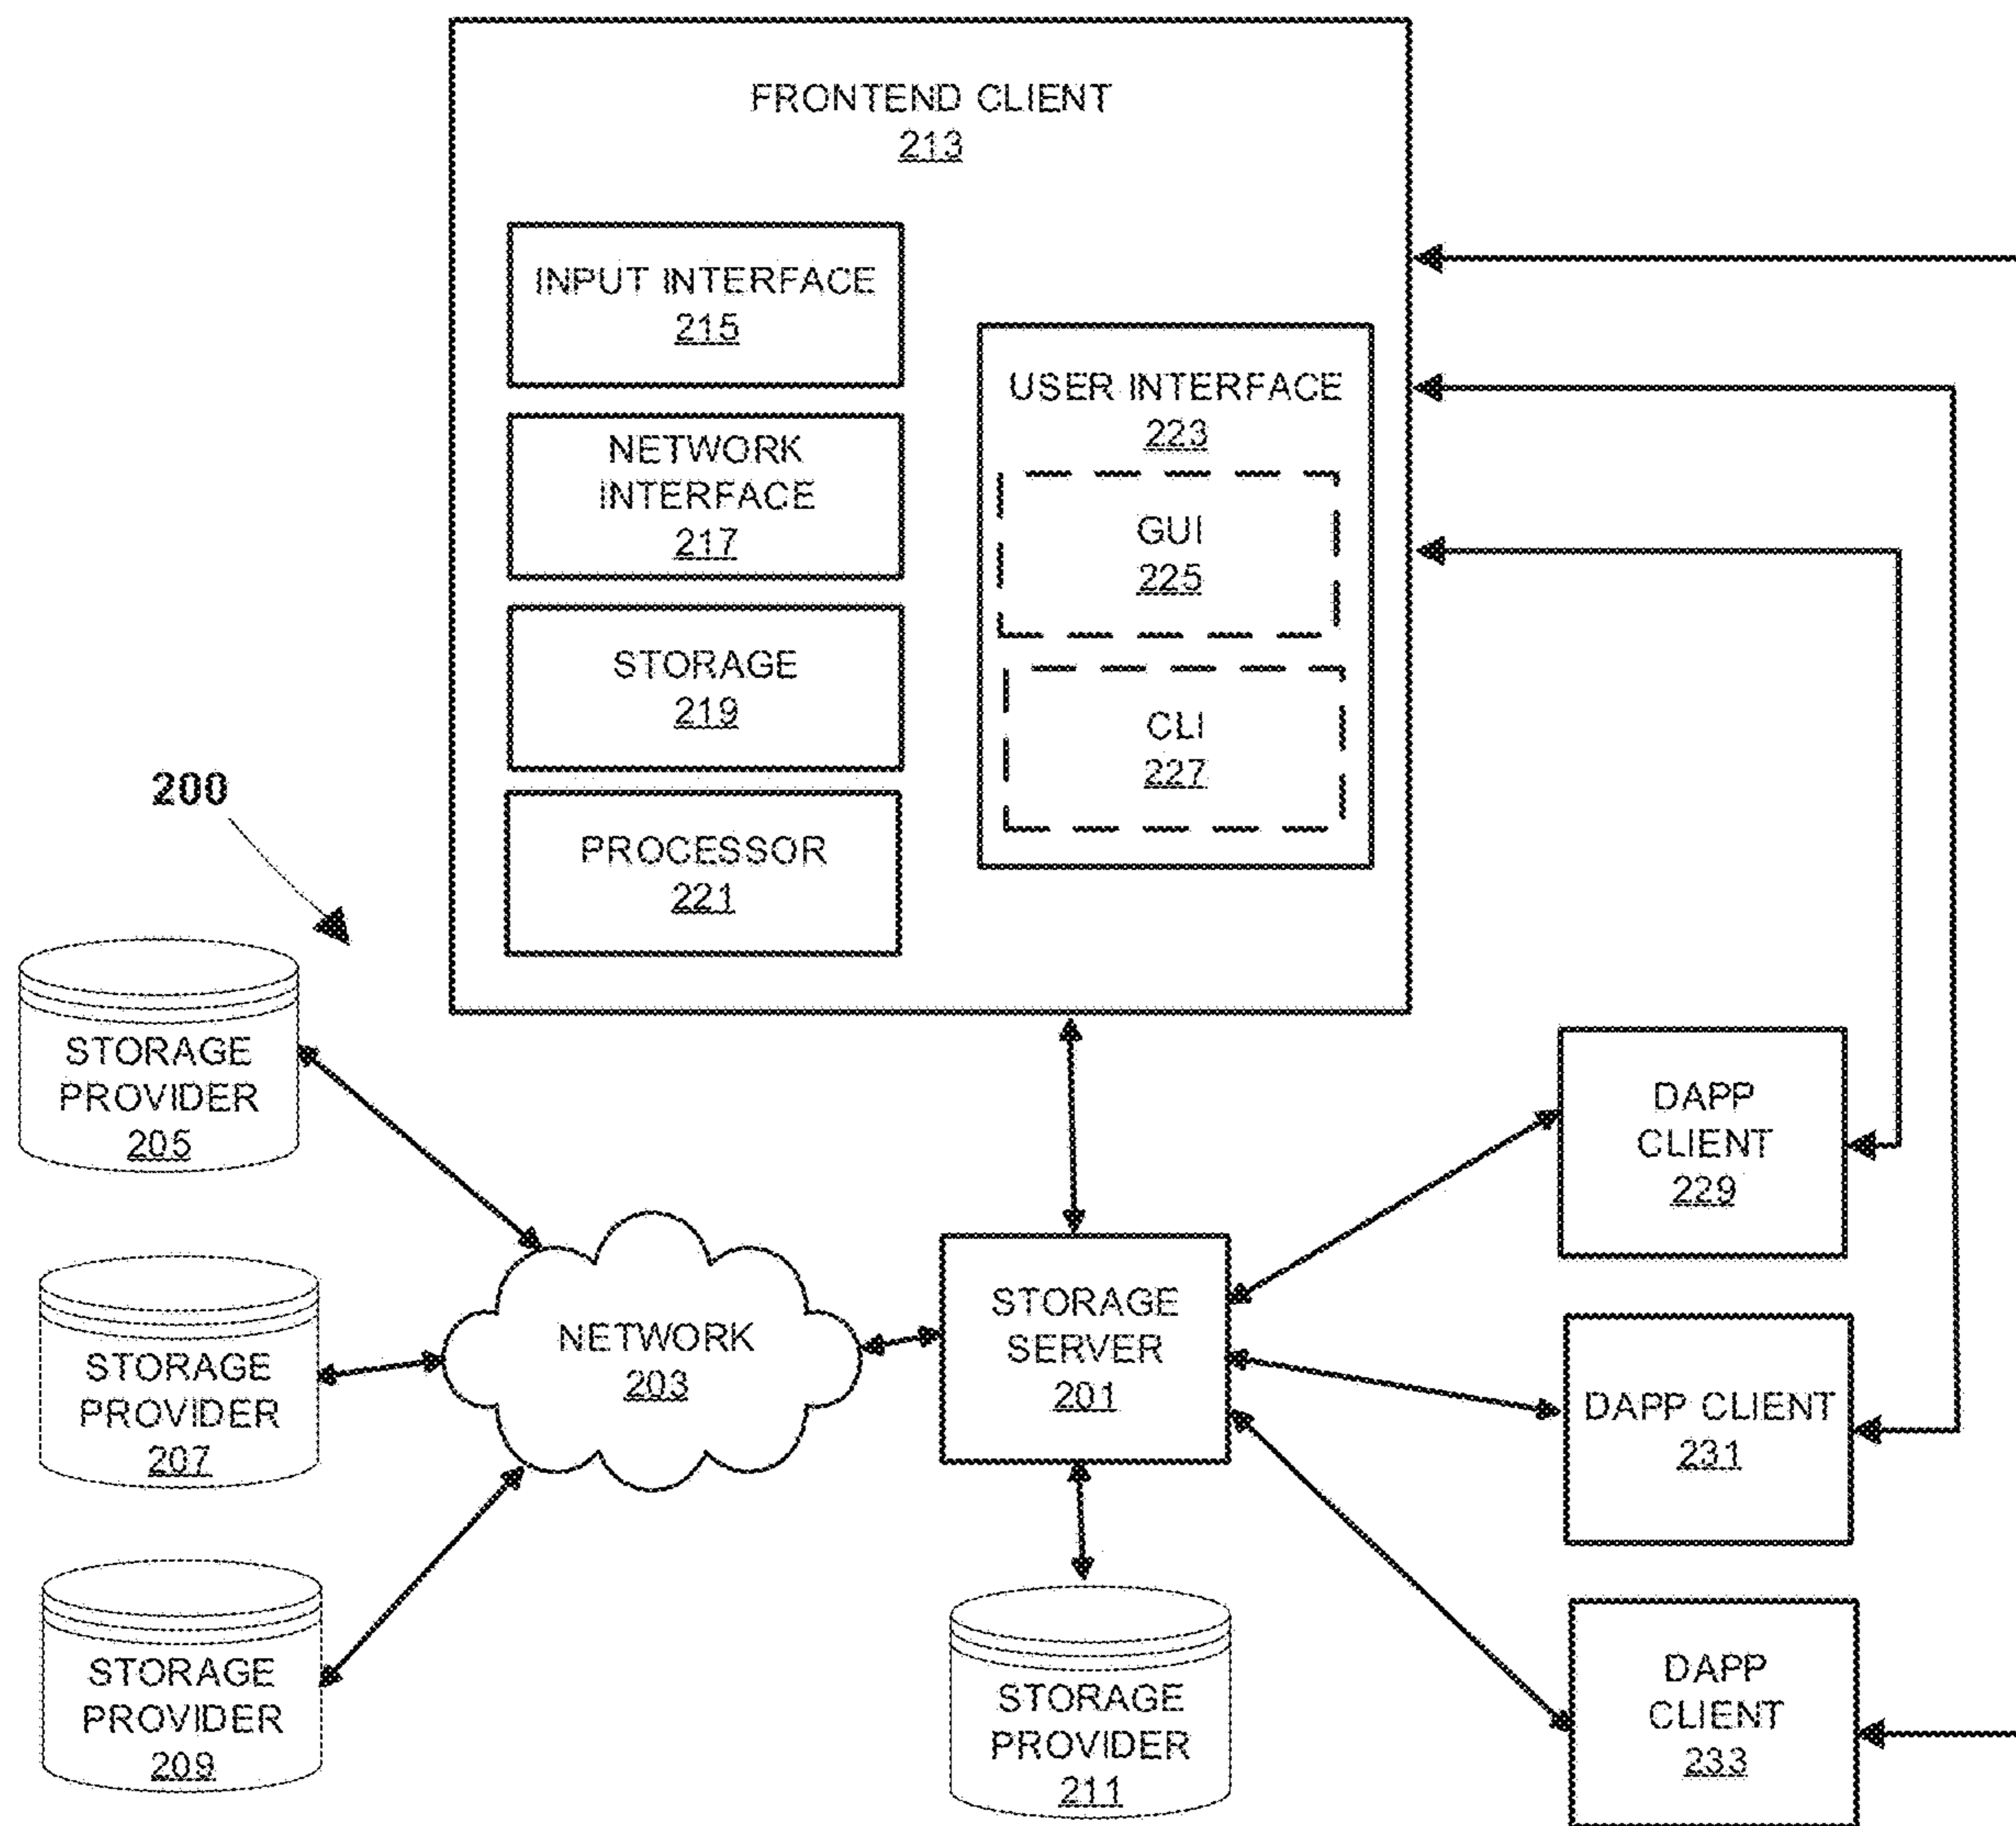 FRONTEND CLIENT
213
INPUT INTERFACE
215
NETWORK
INTERFACE
217
STORAGE
219
PROCESSOR
221
USER INTERFACE
223
GUI
225
CLI
227
200
STORAGE
PROVIDER
205
STORAGE
PROVIDER
207
STORAGE
PROVIDER
209
NETWORK
203
STORAGE
SERVER
201
STORAGE
PROVIDER
211
DAPP
CLIENT
229
DAPP CLIENT
231
DAPP
CLIENT
233